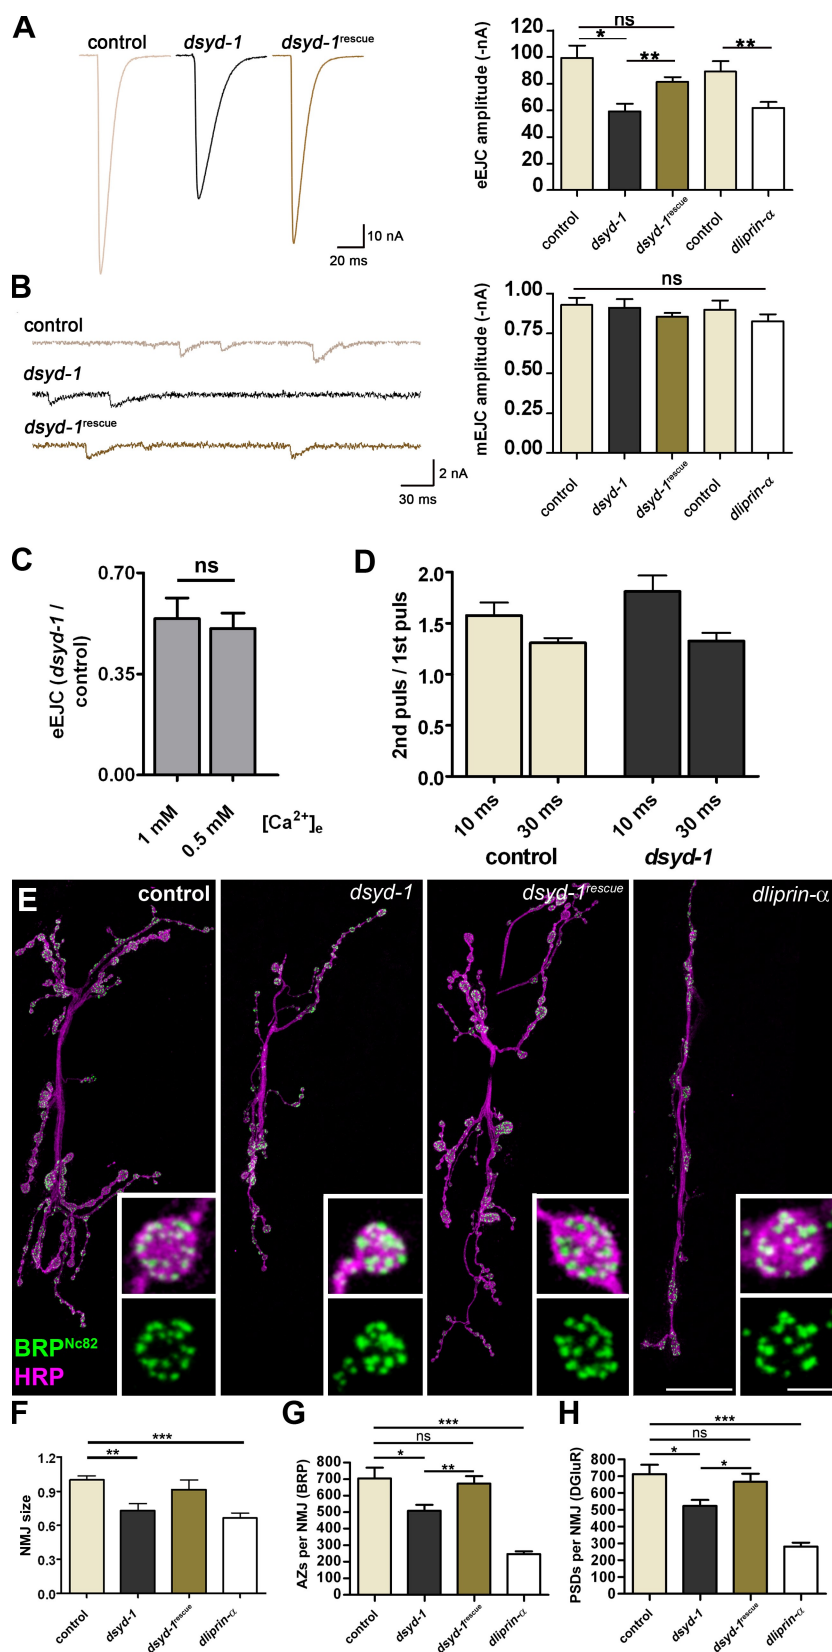 A
control
dsyd-1
dsyd-1rescue
10 nA
20 ms
eEJC amplitude (-nA)
120
100
80
60
40
20
0
ns
*
**
**
control
dsyd-1
dsyd-1rescue
control
dliprin-α
B
control
dsyd-1
dsyd-1rescue
2 nA
30 ms
mEJC amplitude (-nA)
1.00
0.75
0.50
0.25
0.00
ns
control
dsyd-1
dsyd-1rescue
control
dliprin-α
C
eEJC (dsyd-1 /
control)
0.70
0.35
0.00
ns
1 mM
0.5 mM
[Ca2+]e
D
2nd puls / 1st puls
2.0
1.5
1.0
0.5
0.0
10 ms
30 ms
10 ms
30 ms
control
dsyd-1
E
control
dsyd-1
dsyd-1rescue
dliprin-α
BRPNc82
HRP
F
NMJ size
1.2
0.9
0.6
0.3
0.0
***
**
control
dsyd-1
dsyd-1rescue
dliprin-α
G
AZs per NMJ (BRP)
800
700
600
500
400
300
200
100
0
***
ns
*
**
control
dsyd-1
dsyd-1rescue
dliprin-α
H
PSDs per NMJ (DGluR)
800
700
600
500
400
300
200
100
0
***
ns
*
*
control
dsyd-1
dsyd-1rescue
dliprin-α